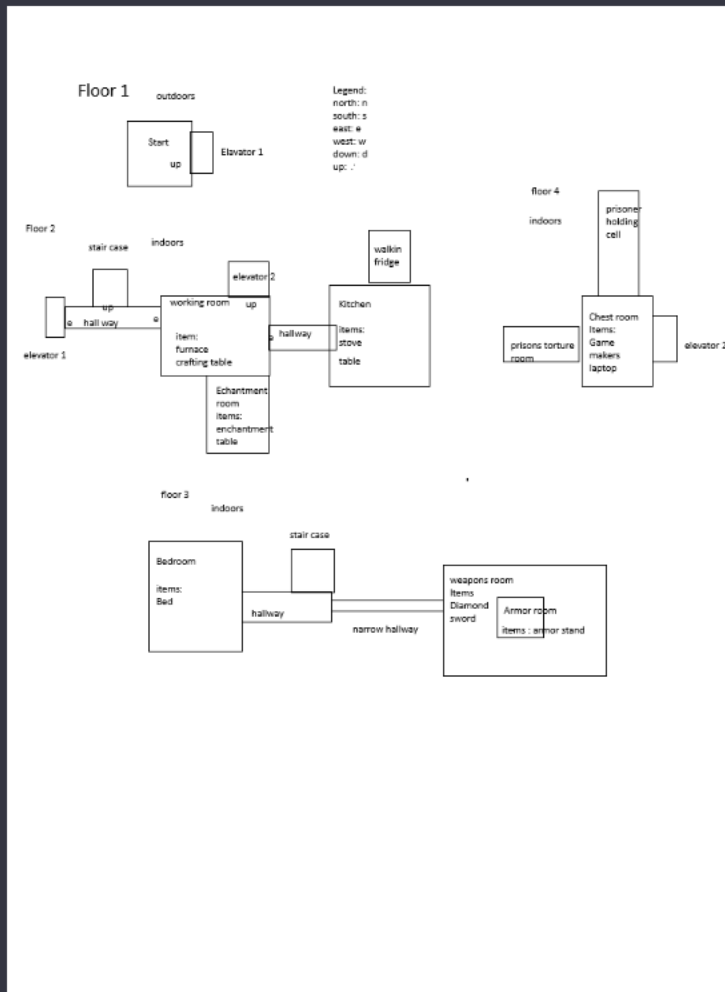 Floor 1
outdoors
Start
up
Elavator 1
Legend:
north: n
south: s
east: e
west: w
down: d
up: .'
floor 4
indoors
prisoner
holding
cell
Chest room
Items:
Game
makers
laptop
prisons torture
room
elevator 2
Floor 2
stair case
indoors
up
e
hall way
e
elevator 1
elevator 2
working room
up
item:
furnace
crafting table
e
hallway
walkin
fridge
Kitchen
items:
stove
table
Echantment
room
items:
enchantment
table
floor 3
indoors
Bedroom
items:
Bed
stair case
hallway
narrow hallway
weapons room
Items
Diamond
sword
Armor room
items : armor stand